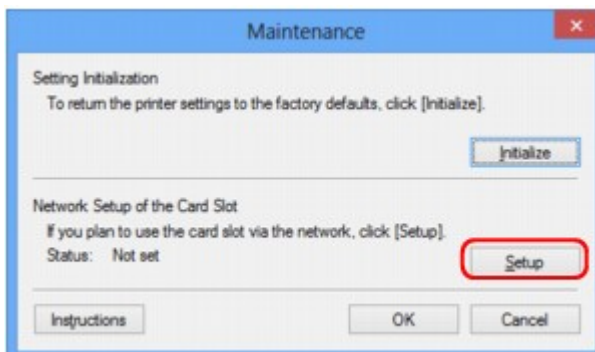 Maintenance
Setting Initialization
To return the printer settings to the factory defaults, click [Initialize].
Initialize
Network Setup of the Card Slot
If you plan to use the card slot via the network, click [Setup].
Status: Not set
Setup
Instructions OK Cancel